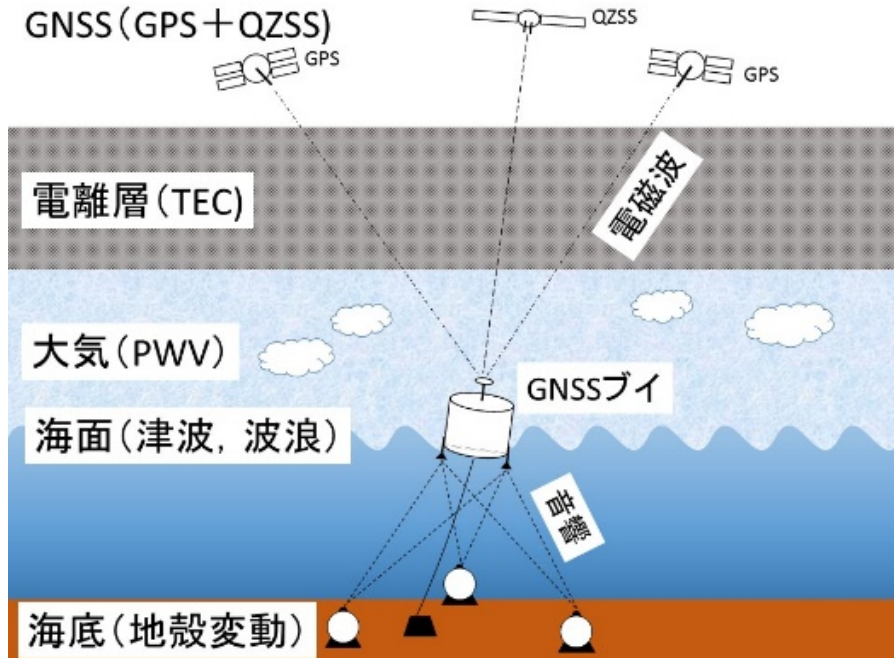 GNSS(GPS+QZSS)
QZSS
GPS
GPS
電離層(TEC)
電磁波
大気(PWV)
GNSSブイ
海面(津波, 波浪)
音響
海底(地殻変動)